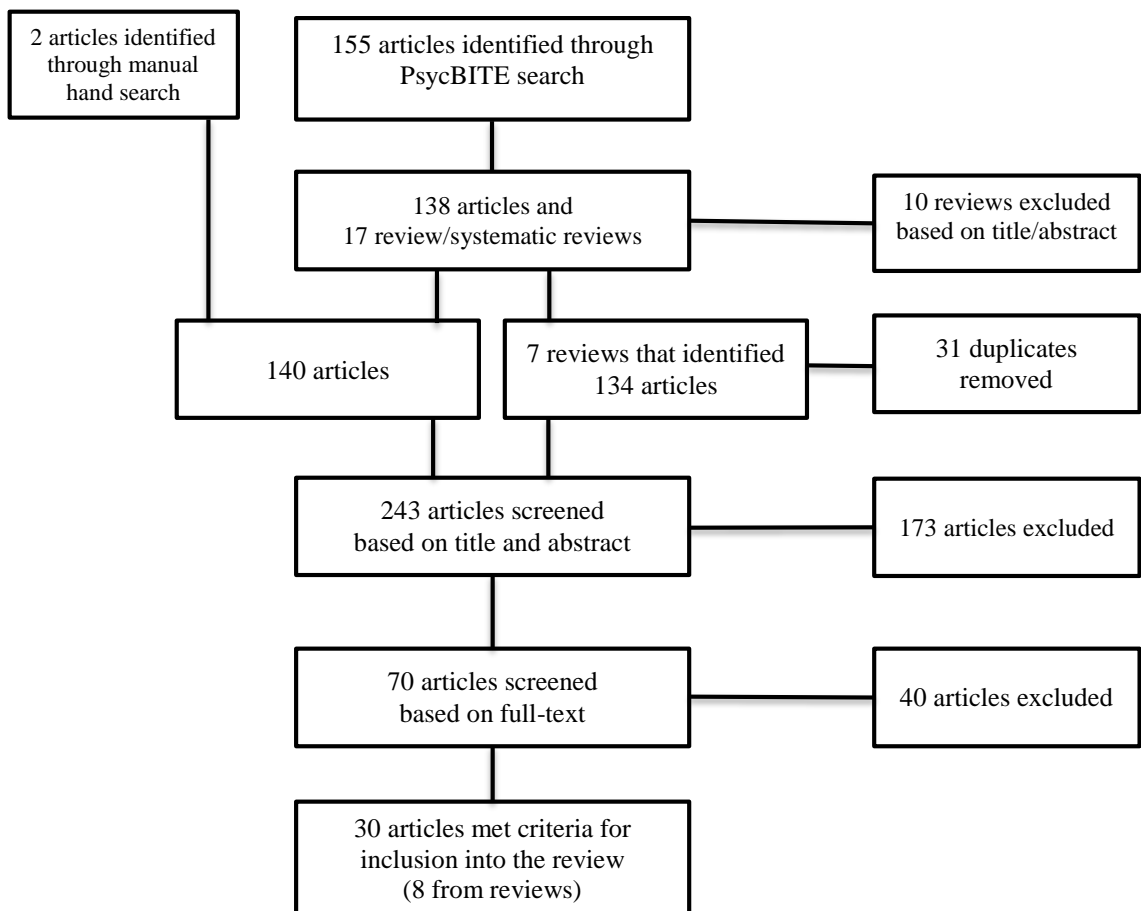 2 articles identified
through manual
hand search
155 articles identified through
PsycBITE search
138 articles and
17 review/systematic reviews
10 reviews excluded
based on title/abstract
140 articles
7 reviews that identified
134 articles
31 duplicates
removed
243 articles screened
based on title and abstract
173 articles excluded
70 articles screened
based on full-text
40 articles excluded
30 articles met criteria for
inclusion into the review
(8 from reviews)